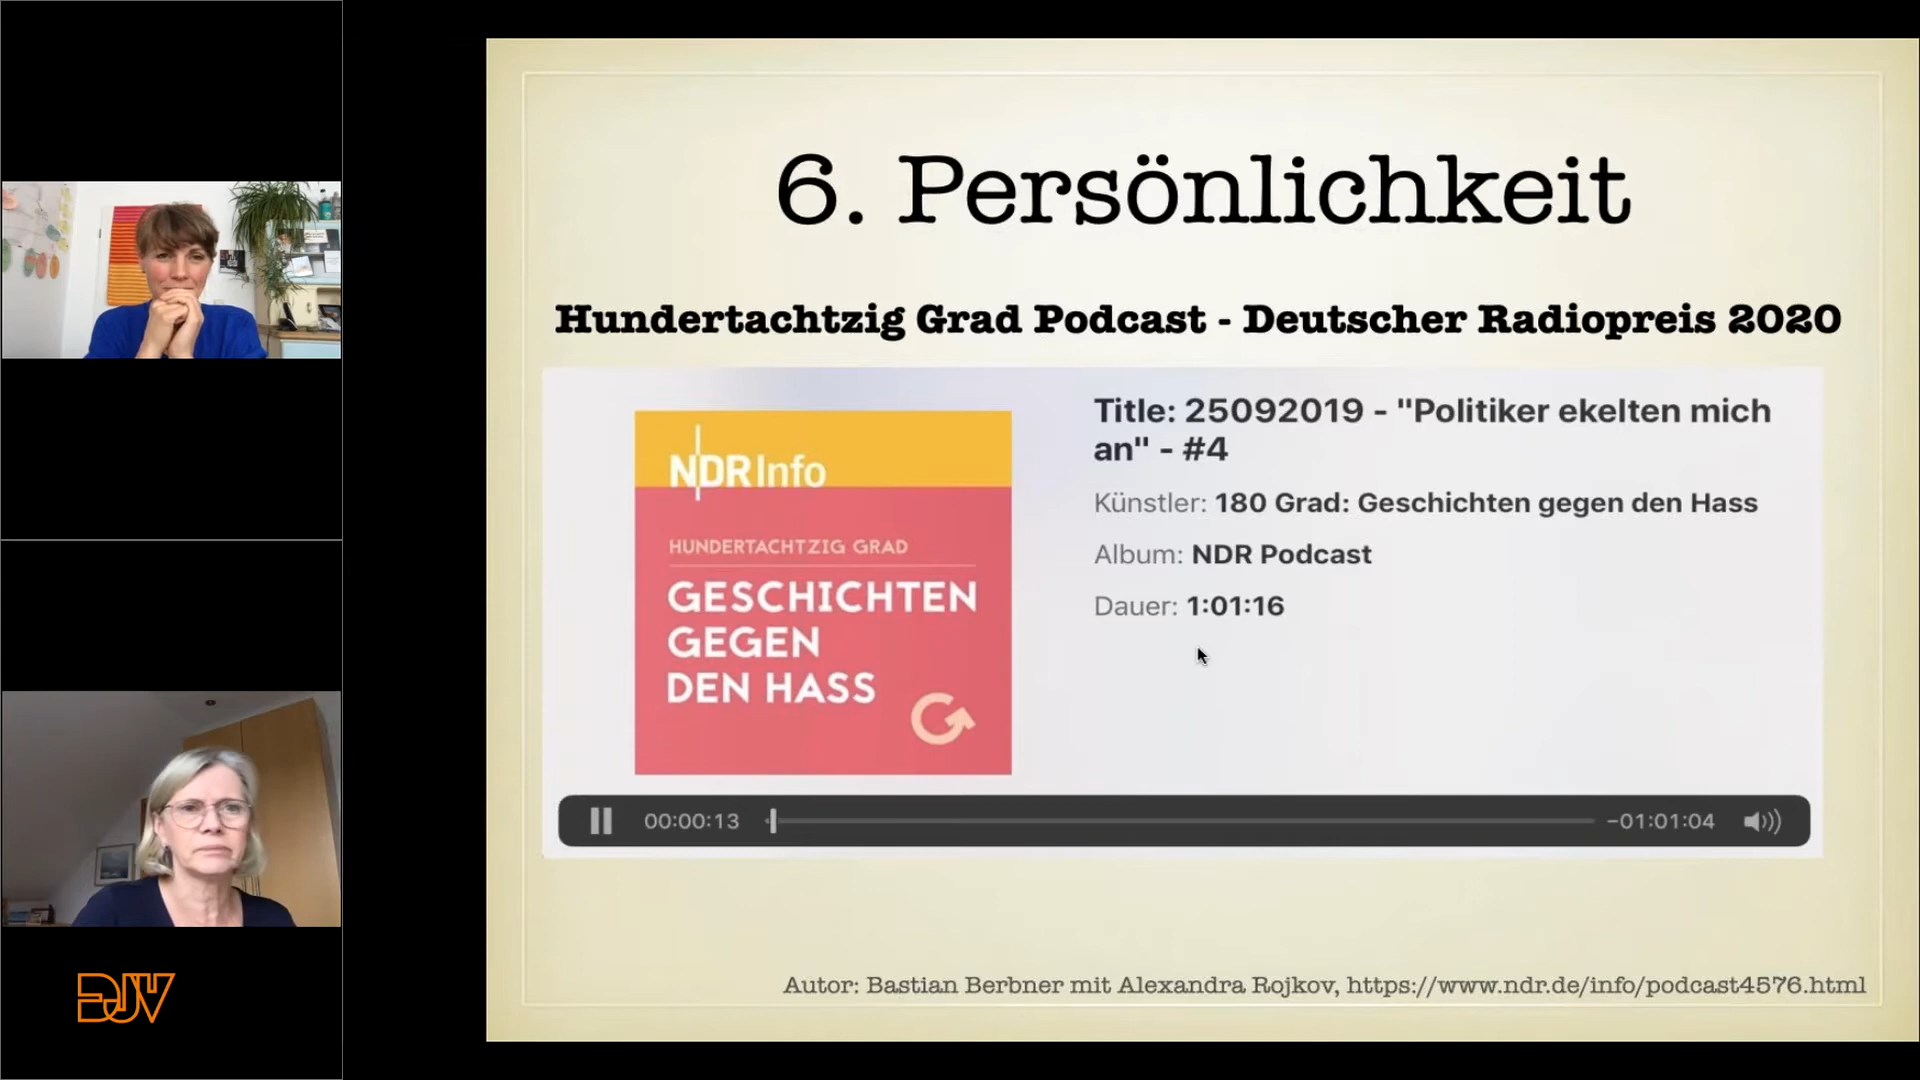 6. Persönlichkeit
Hundertachtzig Grad Podcast - Deutscher Radiopreis 2020
NDR Info
HUNDERTACHTZIG GRAD
GESCHICHTEN
GEGEN
DEN HASS
Title: 25092019 - "Politiker ekelten mich
an" - #4
Künstler: 180 Grad: Geschichten gegen den Hass
Album: NDR Podcast
Dauer: 1:01:16
00:00:13
-01:01:04
Autor: Bastian Berbner mit Alexandra Rojkov, https://www.ndr.de/info/podcast4576.html
DJV